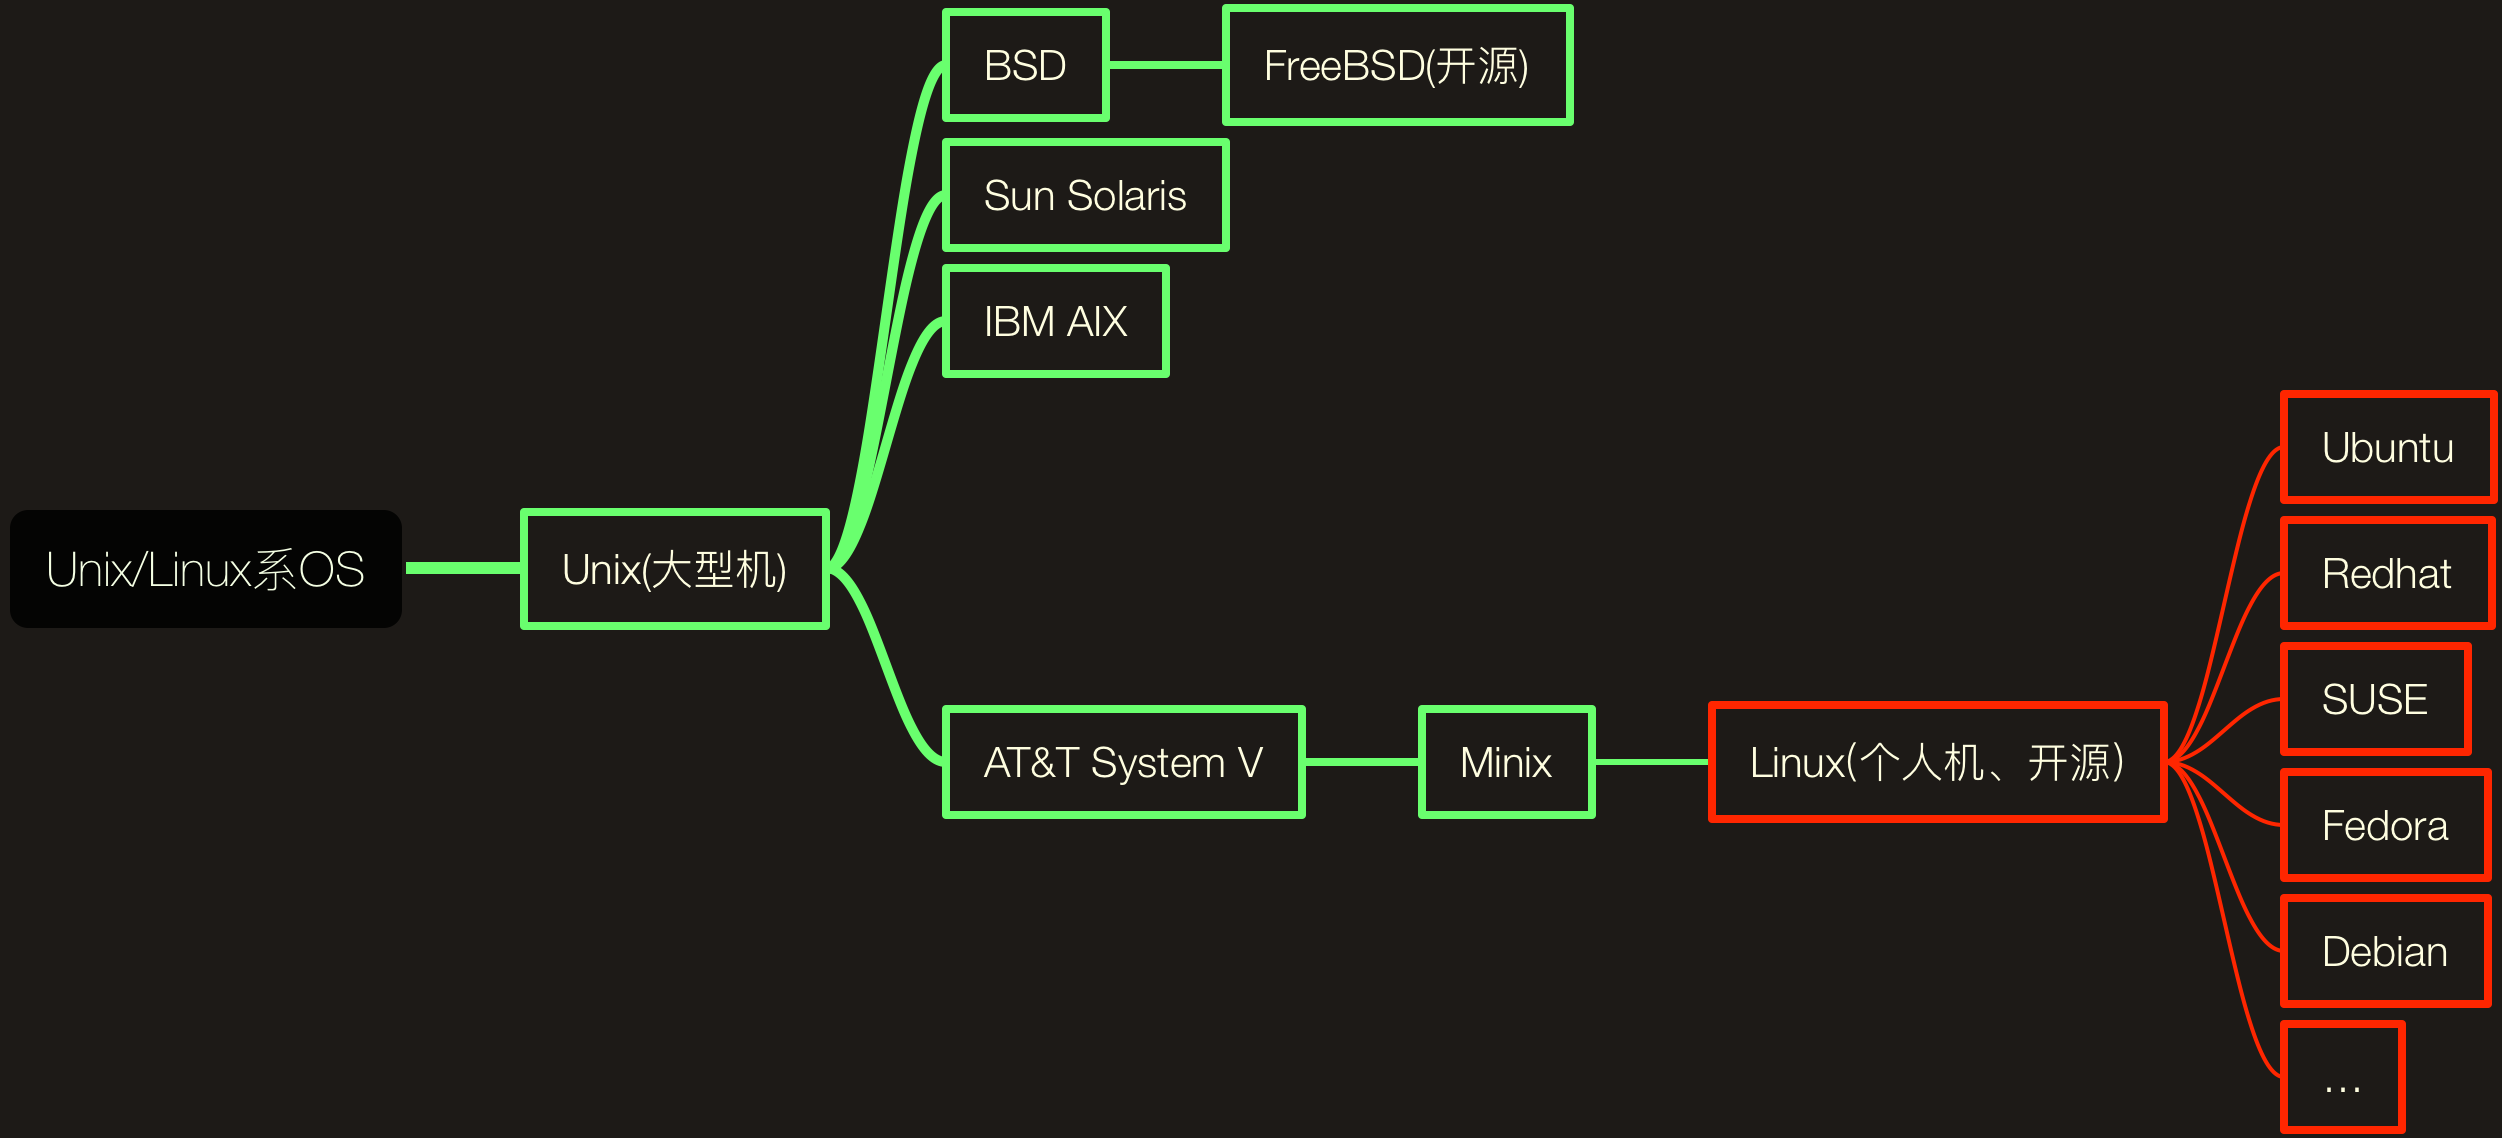 Unix/Linux系OS
Unix(大型机)
BSD
FreeBSD(开源)
Sun Solaris
IBM AIX
AT&T System V
Minix
Linux(个人机、开源)
Ubuntu
Redhat
SUSE
Fedora
Debian
...